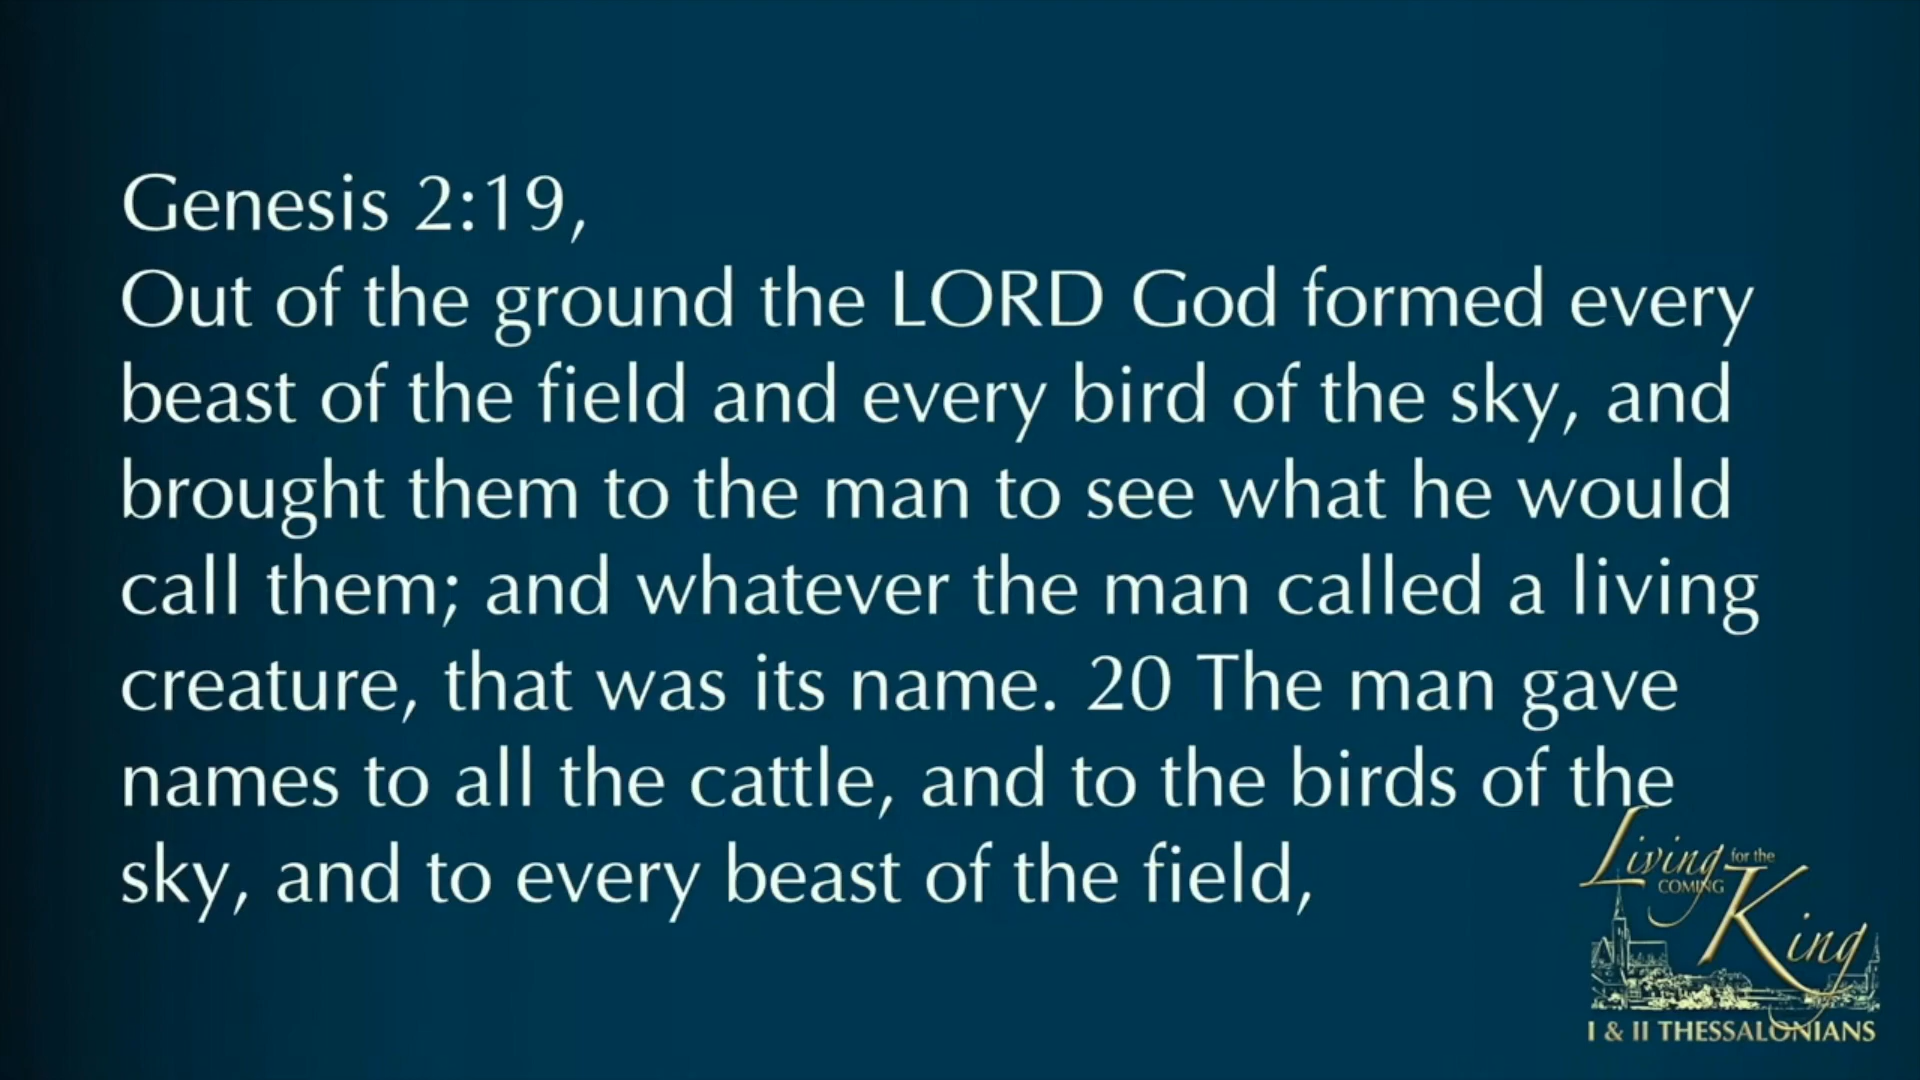 Genesis 2:19,
Out of the ground the LORD God formed every
beast of the field and every bird of the sky, and
brought them to the man to see what he would
call them; and whatever the man called a living
creature, that was its name. 20 The man gave
names to all the cattle, and to the birds of the
sky, and to every beast of the field,
Living for the
COMING
King
I & II THESSALONIANS